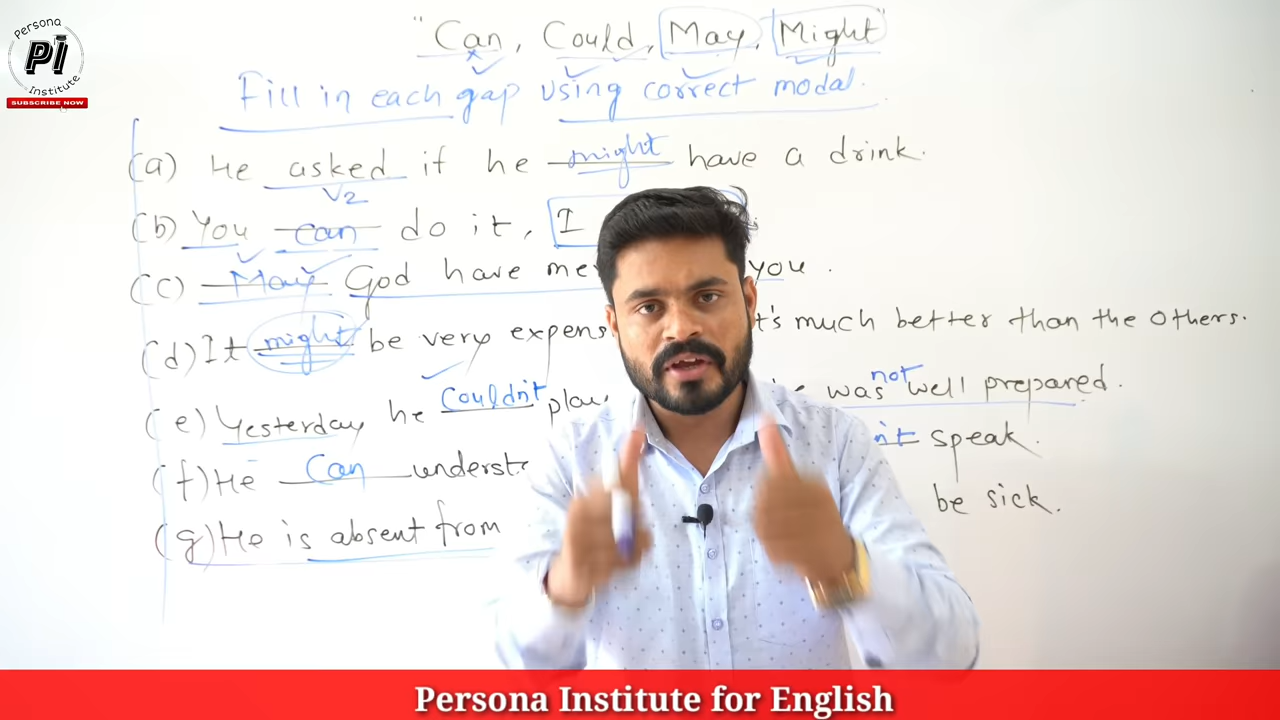 Persona
PI
Institute
SUBSCRIBE NOW
"Can, Could, May, Might"
Fill in each gap using correct modal.
(a) He asked if he might have a drink.
V2
(b) You can do it, I
(c) May God have me you.
(d) It might be very expens t's much better than the others.
(e) Yesterday he Couldn't play was not well prepared.
(f) He Can underst n't speak.
(g) He is absent from be sick.
Persona Institute for English